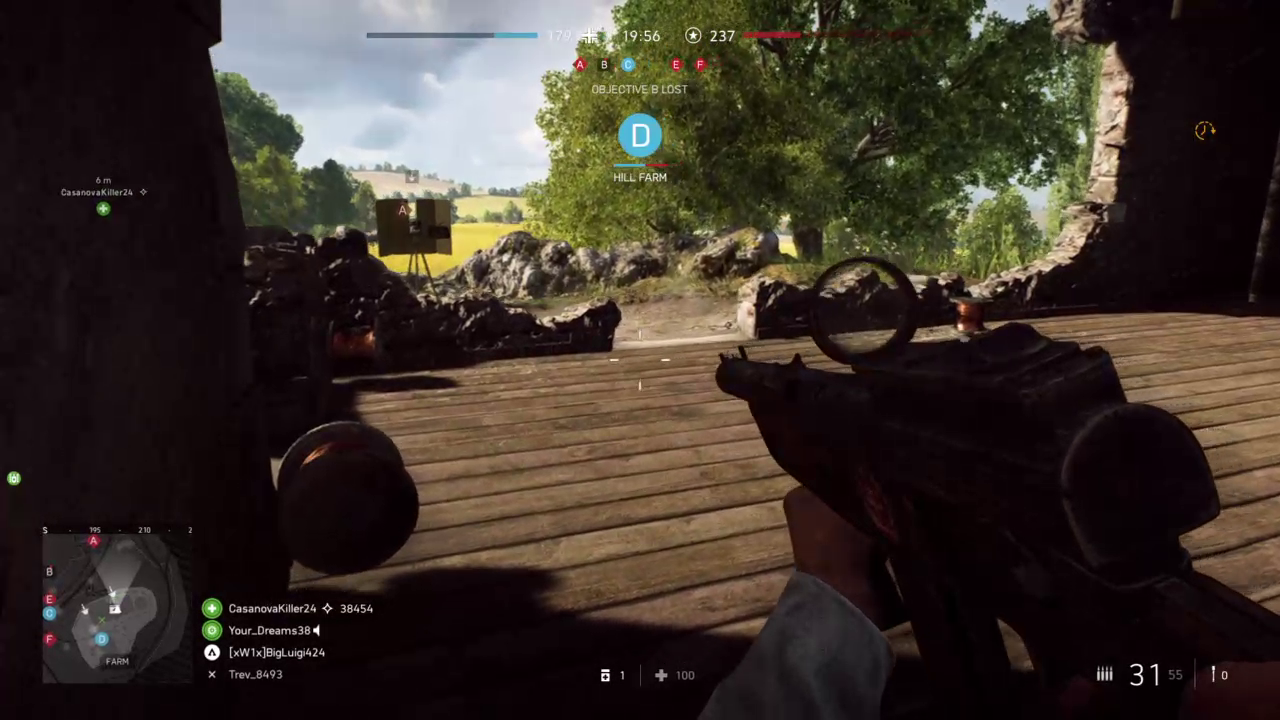 179 19:56 237
A B C E F
OBJECTIVE B LOST
D
HILL FARM
6 m
CasanovaKiller24
A
S 195 210 2
A
B
E
C
F
D
FARM
CasanovaKiller24 38454
Your_Dreams38
[xW1x]BigLuigi424
Trev_8493
1 100
31 55 0